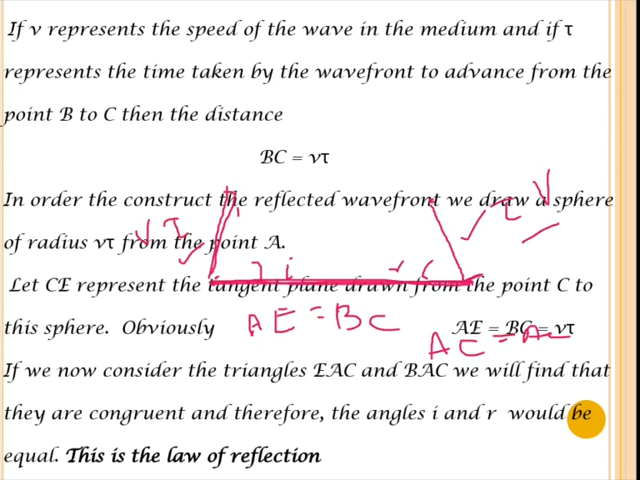 If ν represents the speed of the wave in the medium and if τ
represents the time taken by the wavefront to advance from the
point B to C then the distance
BC = ντ
In order the construct the reflected wavefront we draw a sphere
of radius ντ from the point A.
Let CE represent the tangent plane drawn from the point C to
this sphere. Obviously AE = BC = ντ
AE = BC
If we now consider the triangles EAC and BAC we will find that
they are congruent and therefore, the angles i and r would be
equal. This is the law of reflection